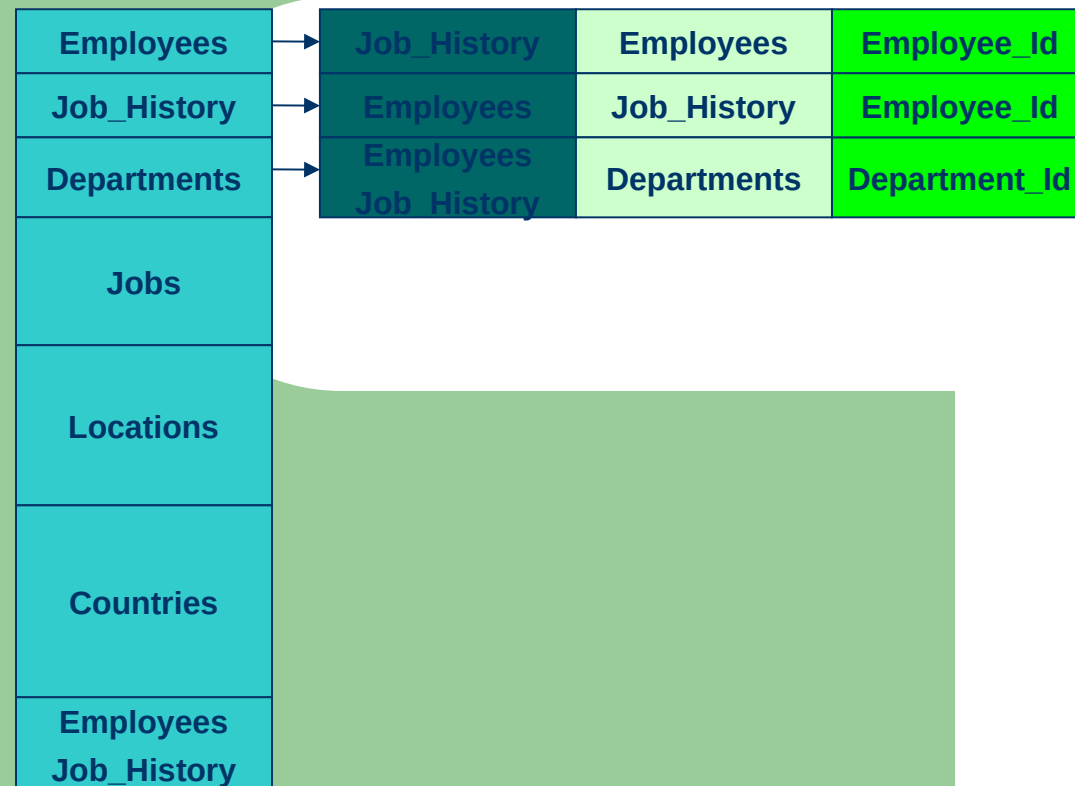 Employees Job_History Employees Employee_Id
Job_History Employees Job_History Employee_Id
Employees
Departments Departments Department_Id
Job_History
Jobs
Locations
Countries
Employees
Job_History